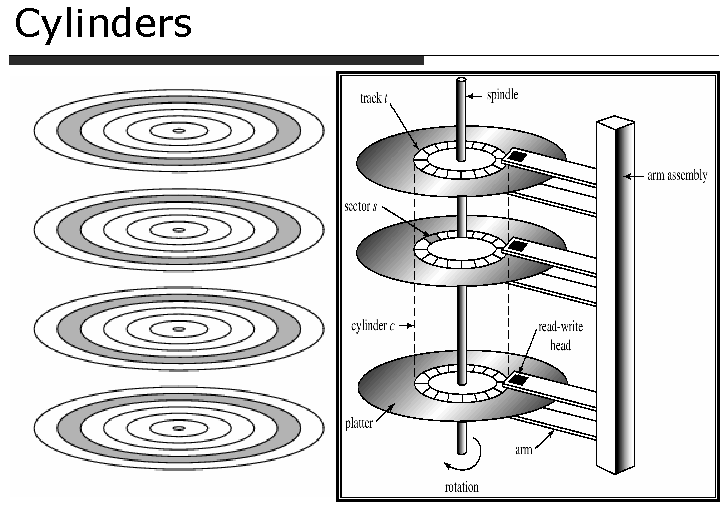 Cylinders
track t
spindle
arm assembly
sector s
cylinder c
read-write
head
platter
arm
rotation